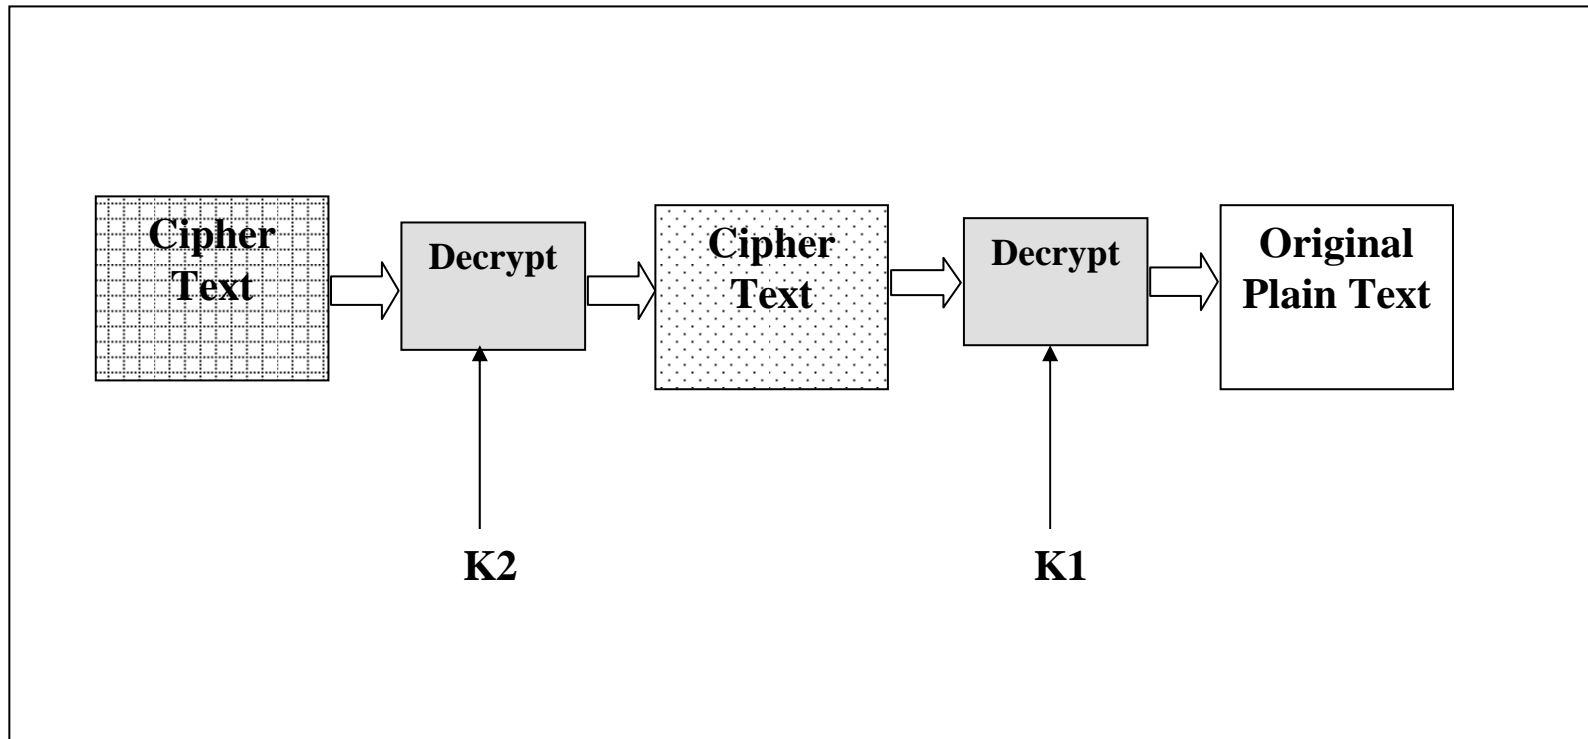 Cipher
Text
Decrypt
Cipher
Text
Decrypt
Original
Plain Text
K2
K1